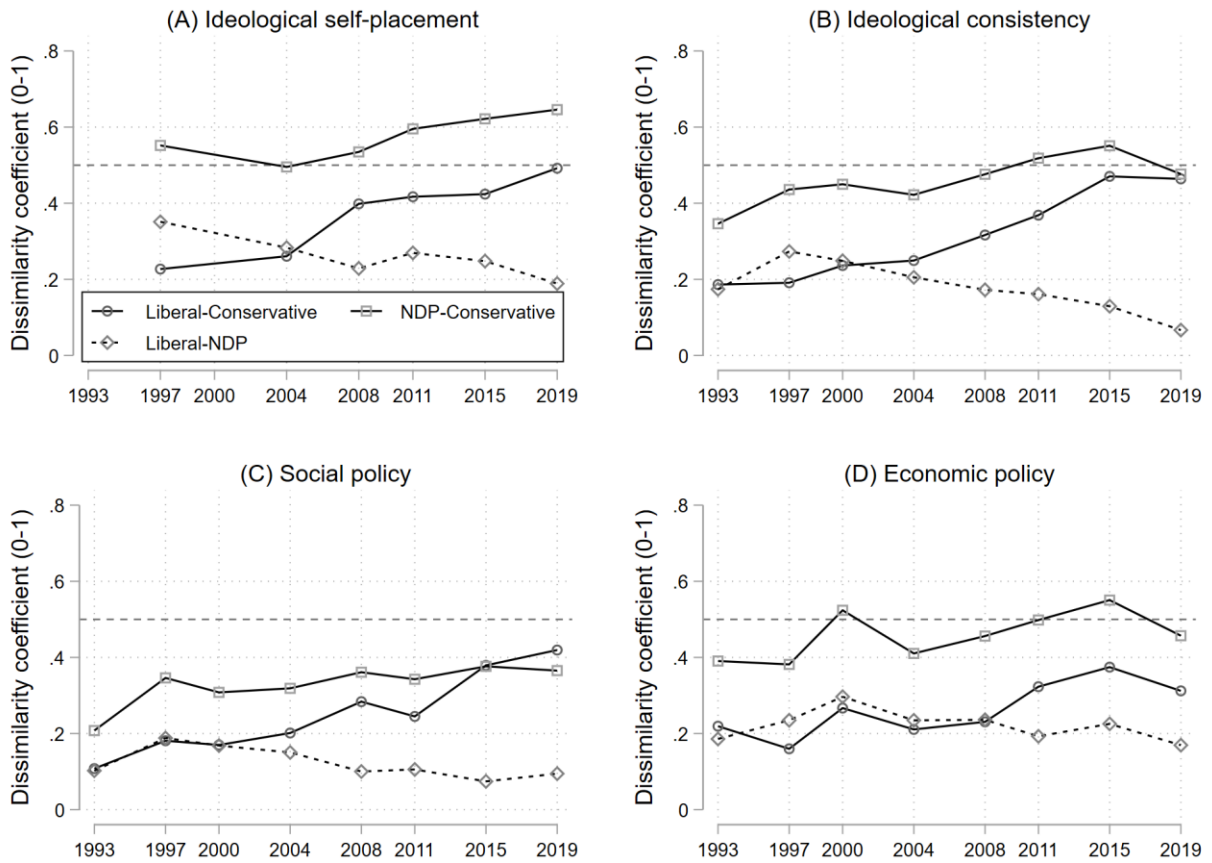 (A) Ideological self-placement
Dissimilarity coefficient (0-1)
.8
.6
.4
.2
0
Liberal-Conservative
NDP-Conservative
Liberal-NDP
1993 1997 2000 2004 2008 2011 2015 2019
(B) Ideological consistency
Dissimilarity coefficient (0-1)
.8
.6
.4
.2
0
1993 1997 2000 2004 2008 2011 2015 2019
(C) Social policy
Dissimilarity coefficient (0-1)
.8
.6
.4
.2
0
1993 1997 2000 2004 2008 2011 2015 2019
(D) Economic policy
Dissimilarity coefficient (0-1)
.8
.6
.4
.2
0
1993 1997 2000 2004 2008 2011 2015 2019